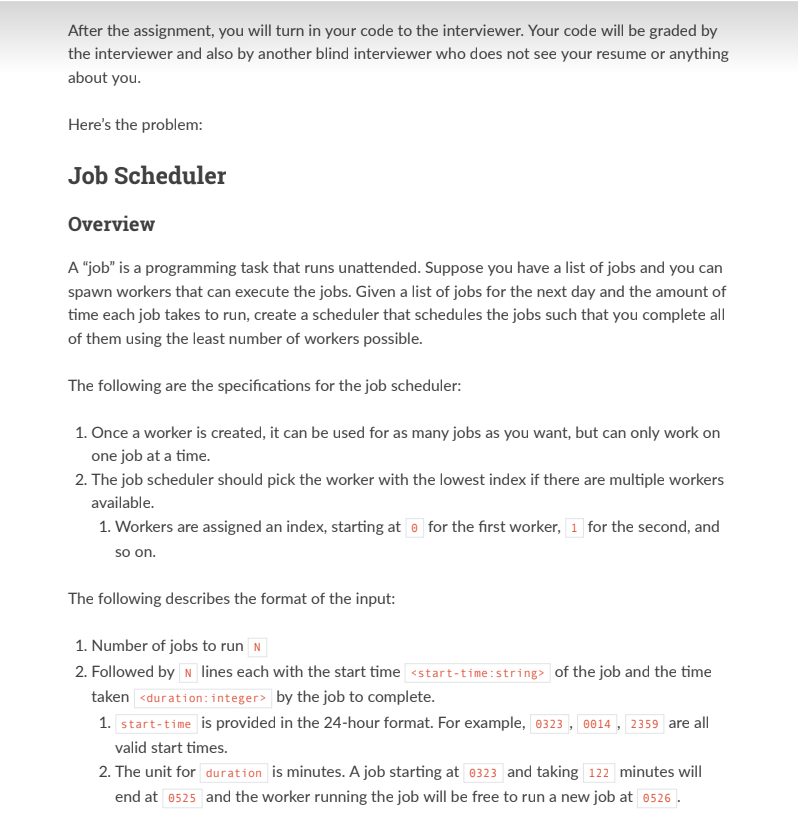 After the assignment, you will turn in your code to the interviewer. Your code will be graded by
the interviewer and also by another blind interviewer who does not see your resume or anything
about you.
Here’s the problem:
Job Scheduler
Overview
A “job” is a programming task that runs unattended. Suppose you have a list of jobs and you can
spawn workers that can execute the jobs. Given a list of jobs for the next day and the amount of
time each job takes to run, create a scheduler that schedules the jobs such that you complete all
of them using the least number of workers possible.
The following are the specifications for the job scheduler:
1. Once a worker is created, it can be used for as many jobs as you want, but can only work on
one job at a time.
2. The job scheduler should pick the worker with the lowest index if there are multiple workers
available.
1. Workers are assigned an index, starting at 0 for the first worker, 1 for the second, and
so on.
The following describes the format of the input:
1. Number of jobs to run N
2. Followed by N lines each with the start time <start-time:string> of the job and the time
taken <duration:integer> by the job to complete.
1. start-time is provided in the 24-hour format. For example, 0323 , 0014 , 2359 are all
valid start times.
2. The unit for duration is minutes. A job starting at 0323 and taking 122 minutes will
end at 0525 and the worker running the job will be free to run a new job at 0526 .